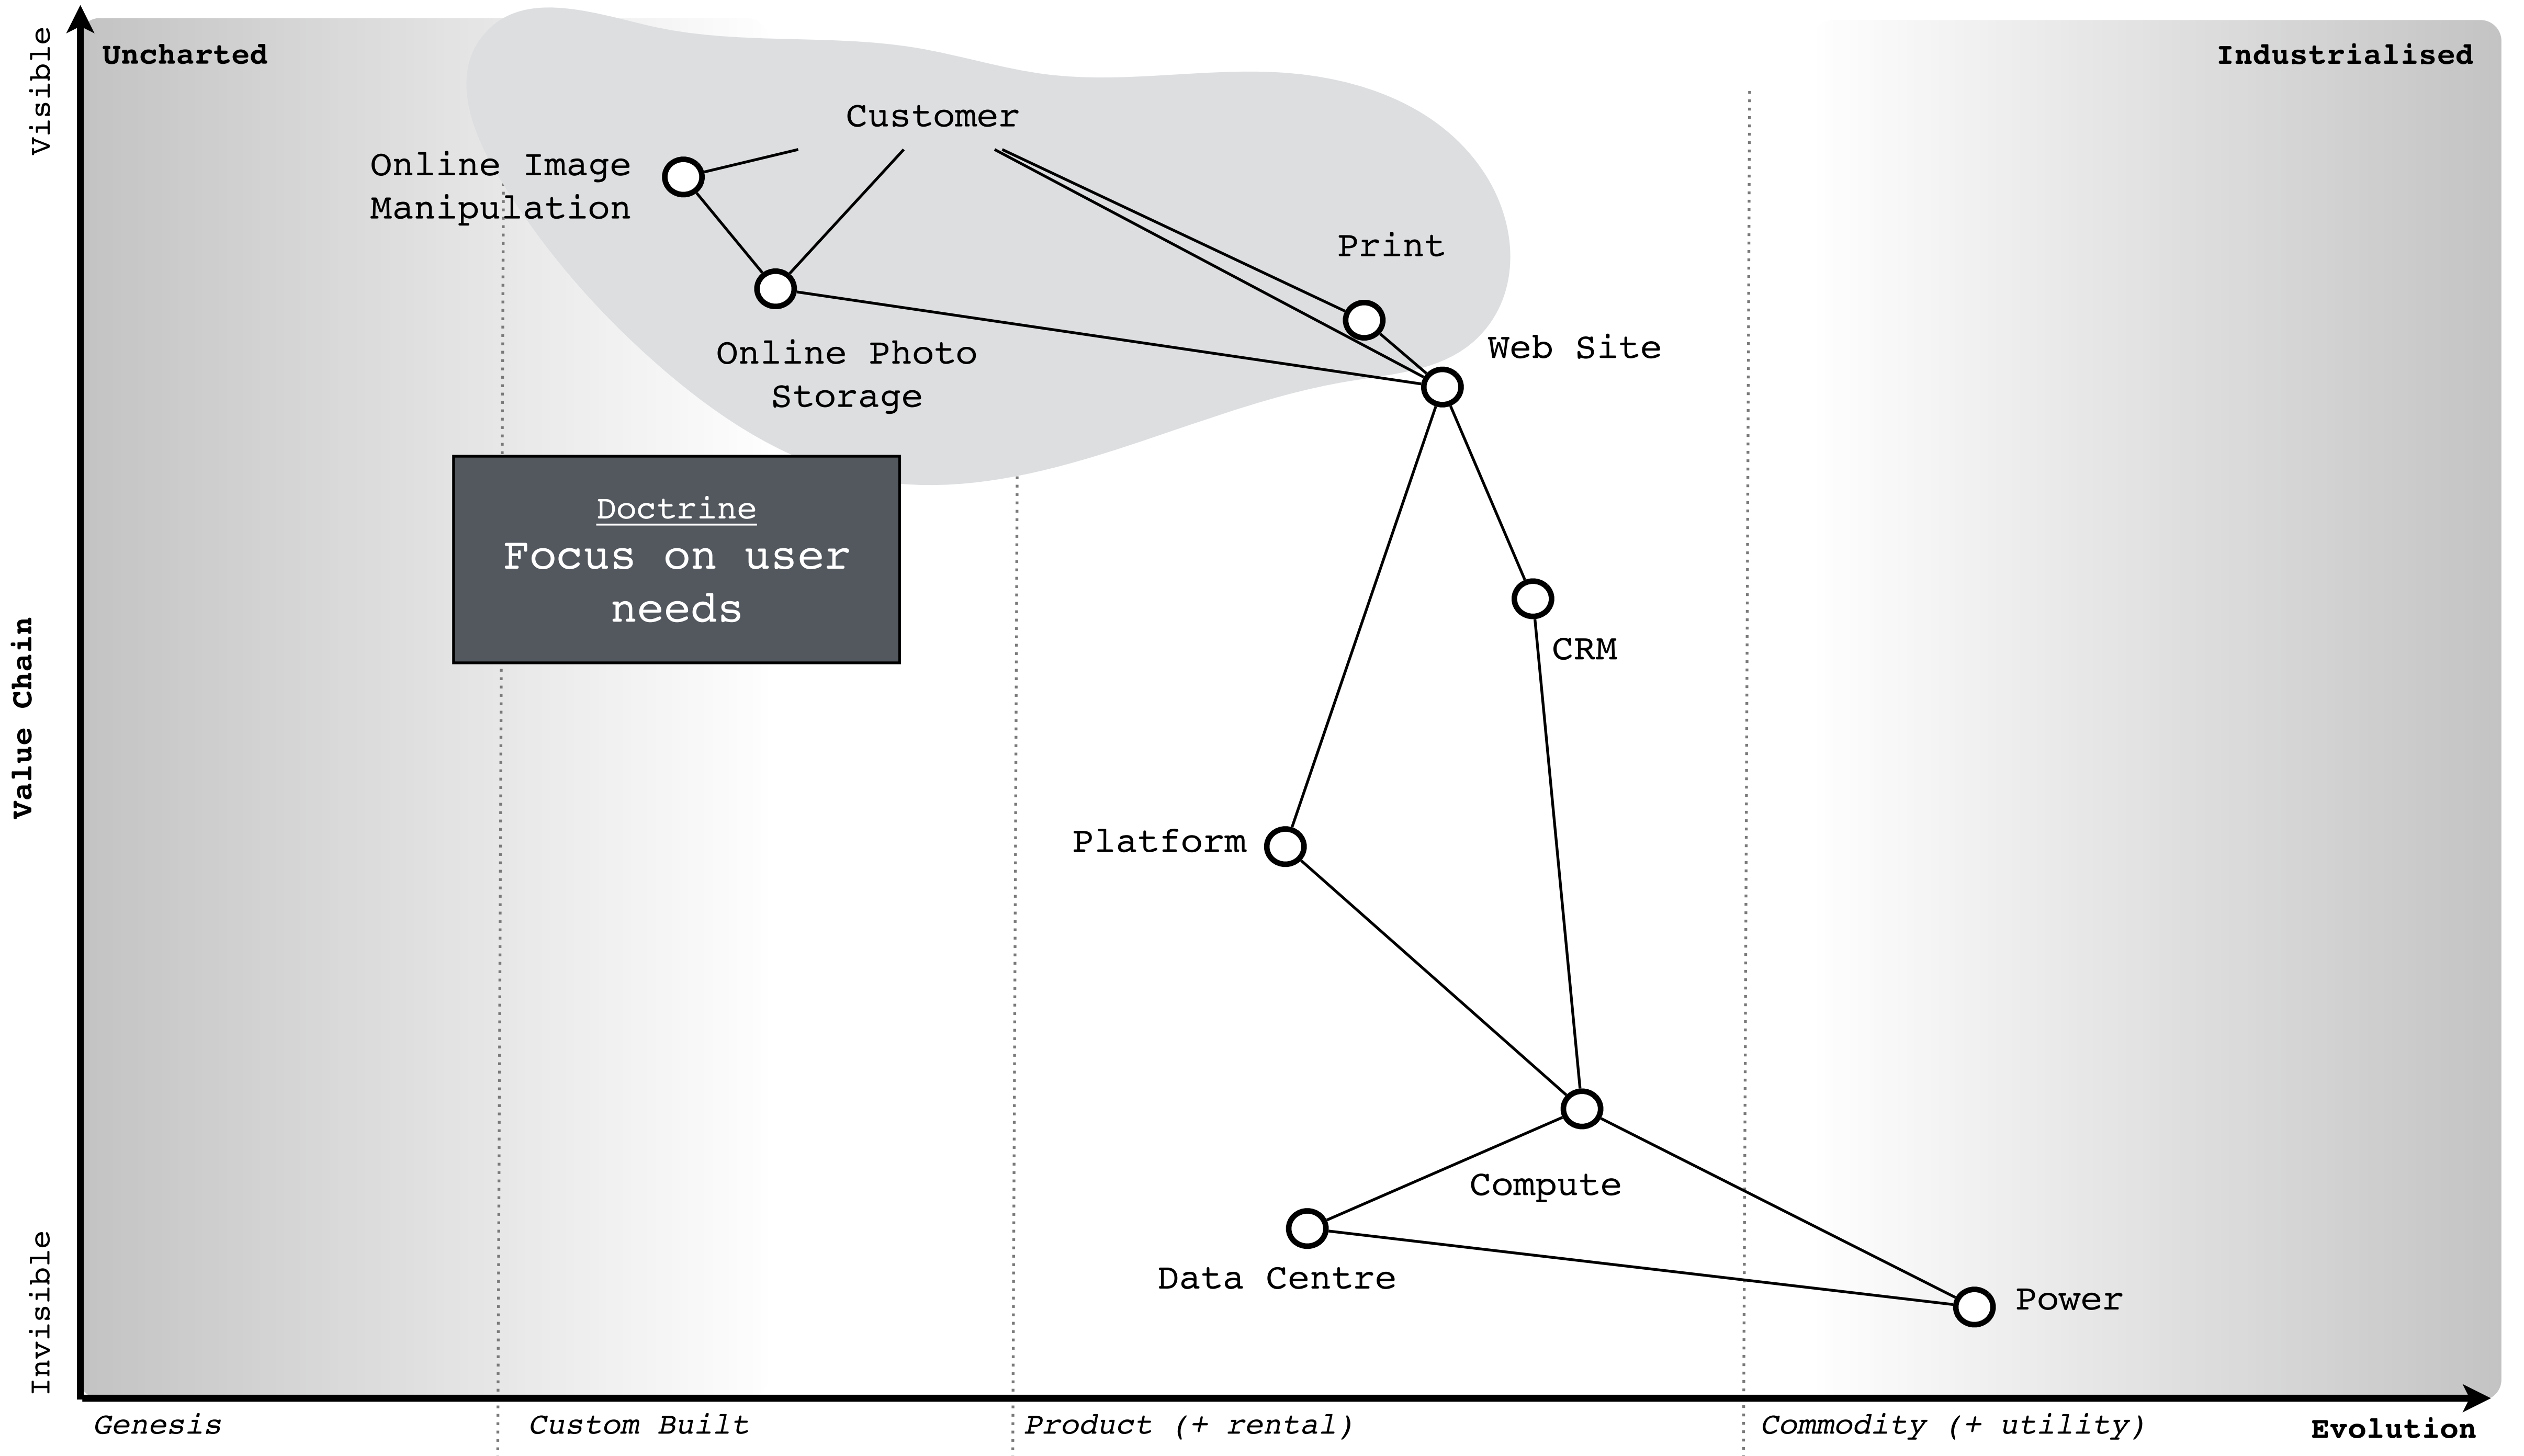 Visible
Uncharted
Industrialised
Customer
Online Image
Manipulation
Print
Web Site
Online Photo
Storage
Doctrine
Focus on user
needs
Value Chain
CRM
Platform
Compute
Data Centre
Power
Invisible
Genesis
Custom Built
Product (+ rental)
Commodity (+ utility)
Evolution